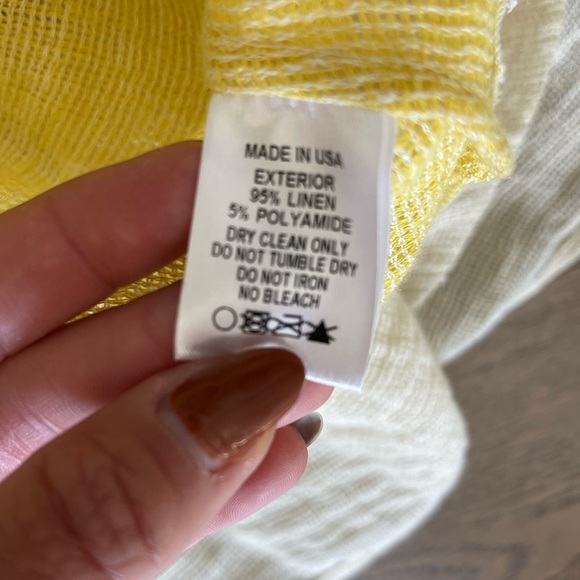 MADE IN USA
EXTERIOR
95% LINEN
5% POLYAMIDE
DRY CLEAN ONLY
DO NOT TUMBLE DRY
DO NOT IRON
NO BLEACH